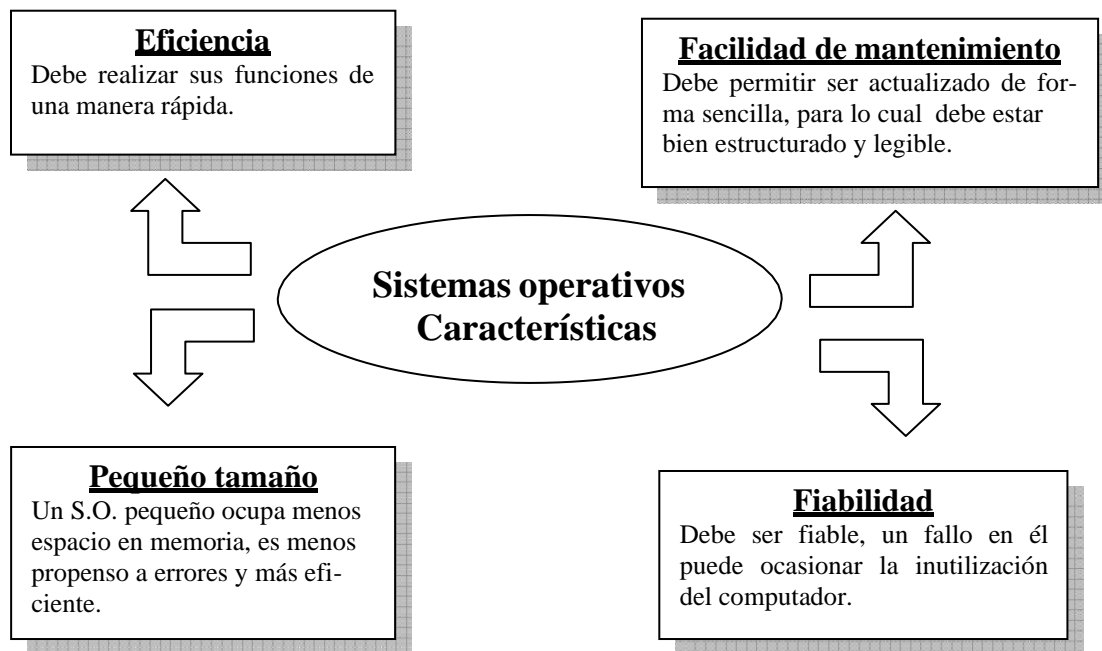 Eficiencia
Debe realizar sus funciones de
una manera rápida.
Facilidad de mantenimiento
Debe permitir ser actualizado de for-
ma sencilla, para lo cual debe estar
bien estructurado y legible.
Sistemas operativos
Características
Pequeño tamaño
Un S.O. pequeño ocupa menos
espacio en memoria, es menos
propenso a errores y más efi-
ciente.
Fiabilidad
Debe ser fiable, un fallo en él
puede ocasionar la inutilización
del computador.